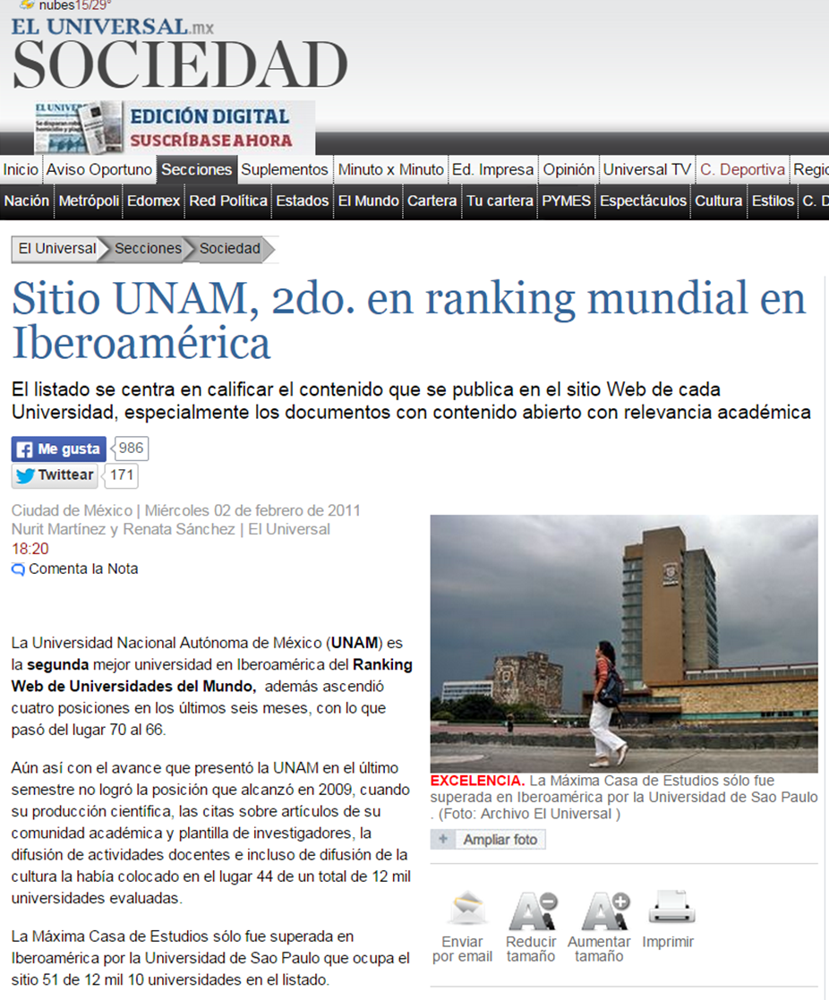 nubes15/29°
EL UNIVERSAL.mx
SOCIEDAD
EL UNIVER
EDICIÓN DIGITAL
SUSCRÍBASE AHORA
Inicio Aviso Oportuno Secciones Suplementos Minuto x Minuto Ed. Impresa Opinión Universal TV C. Deportiva Regio
Nación Metrópoli Edomex Red Política Estados El Mundo Cartera Tu cartera PYMES Espectáculos Cultura Estilos C. D
El Universal Secciones Sociedad
Sitio UNAM, 2do. en ranking mundial en
Iberoamérica
El listado se centra en calificar el contenido que se publica en el sitio Web de cada
Universidad, especialmente los documentos con contenido abierto con relevancia académica
Me gusta 986
Twittear 171
Ciudad de México | Miércoles 02 de febrero de 2011
Nurit Martínez y Renata Sánchez | El Universal
18:20
Comenta la Nota
La Universidad Nacional Autónoma de México (UNAM) es
la segunda mejor universidad en Iberoamérica del Ranking
Web de Universidades del Mundo, además ascendió
cuatro posiciones en los últimos seis meses, con lo que
pasó del lugar 70 al 66.
Aún así con el avance que presentó la UNAM en el último
semestre no logró la posición que alcanzó en 2009, cuando
su producción científica, las citas sobre artículos de su
comunidad académica y plantilla de investigadores, la
difusión de actividades docentes e incluso de difusión de la
cultura la había colocado en el lugar 44 de un total de 12 mil
universidades evaluadas.
La Máxima Casa de Estudios sólo fue superada en
Iberoamérica por la Universidad de Sao Paulo que ocupa el
sitio 51 de 12 mil 10 universidades en el listado.
EXCELENCIA. La Máxima Casa de Estudios sólo fue
superada en Iberoamérica por la Universidad de Sao Paulo
. (Foto: Archivo El Universal )
+ Ampliar foto
Enviar
por email
Reducir
tamaño
Aumentar
tamaño
Imprimir